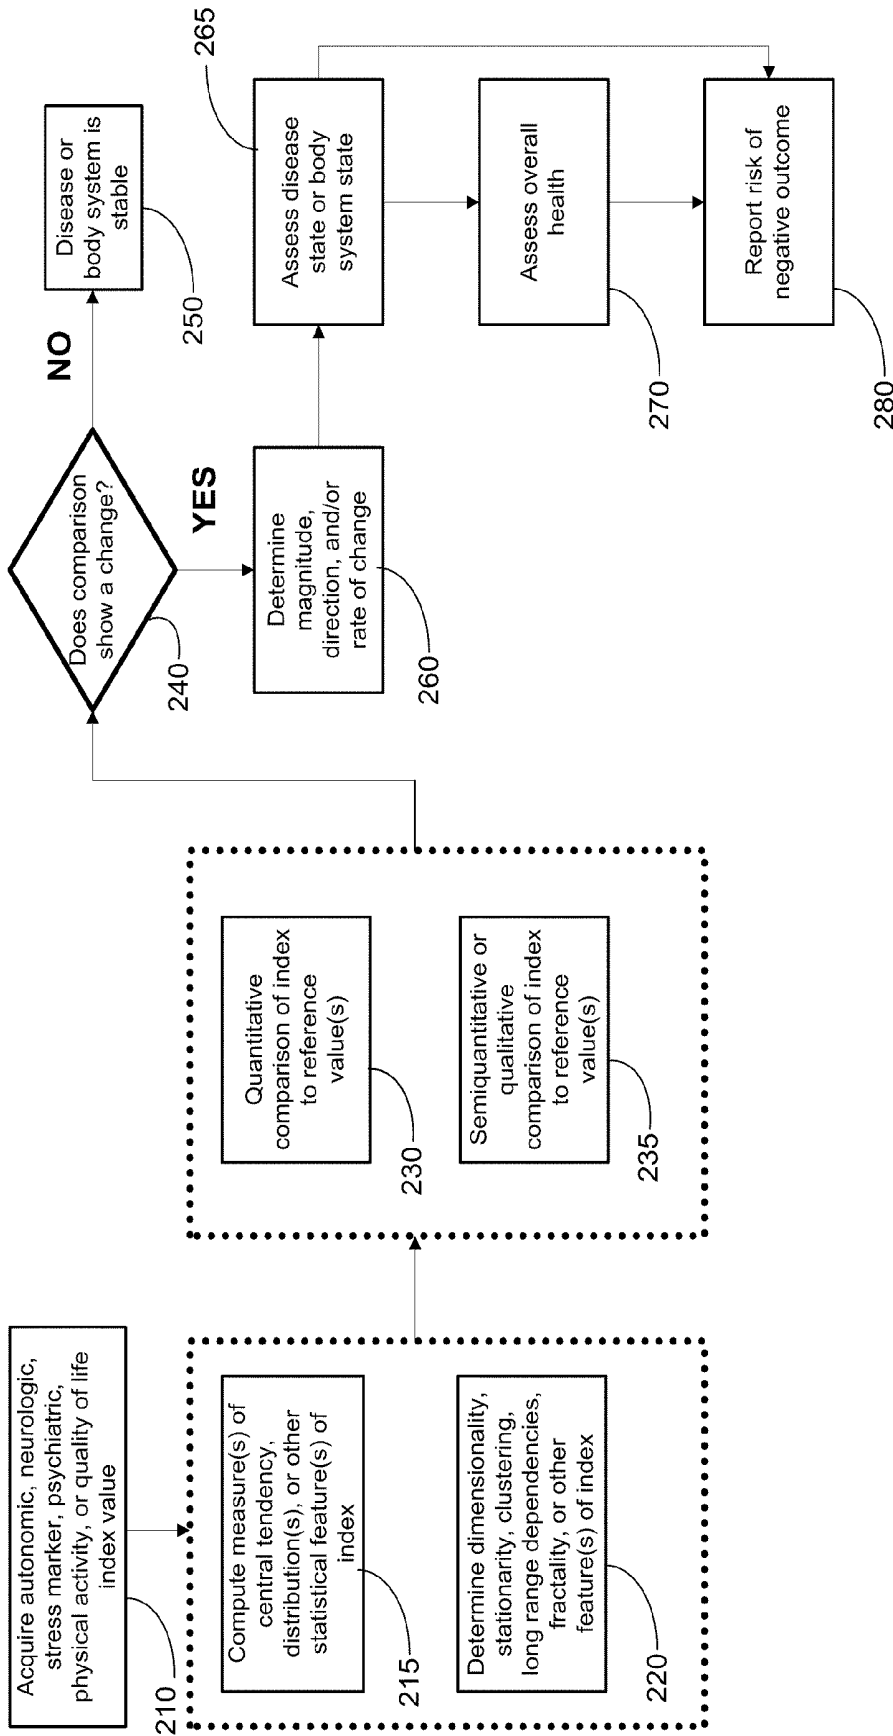 Acquire autonomic, neurologic,
stress marker, psychiatric,
physical activity, or quality of life
index value
210
Compute measure(s) of
central tendency,
distribution(s), or other
statistical feature(s) of
index
215
Determine dimensionality,
stationarity, clustering,
long range dependencies,
fractality, or other
feature(s) of index
220
Quantitative
comparison of index
to reference
value(s)
230
Semiquantitative or
qualitative
comparison of index
to reference
value(s)
235
Does comparison
show a change?
240
NO
Disease or
body system is
stable
250
YES
Determine
magnitude,
direction, and/or
rate of change
260
Assess disease
state or body
system state
265
Assess overall
health
270
Report risk of
negative outcome
280